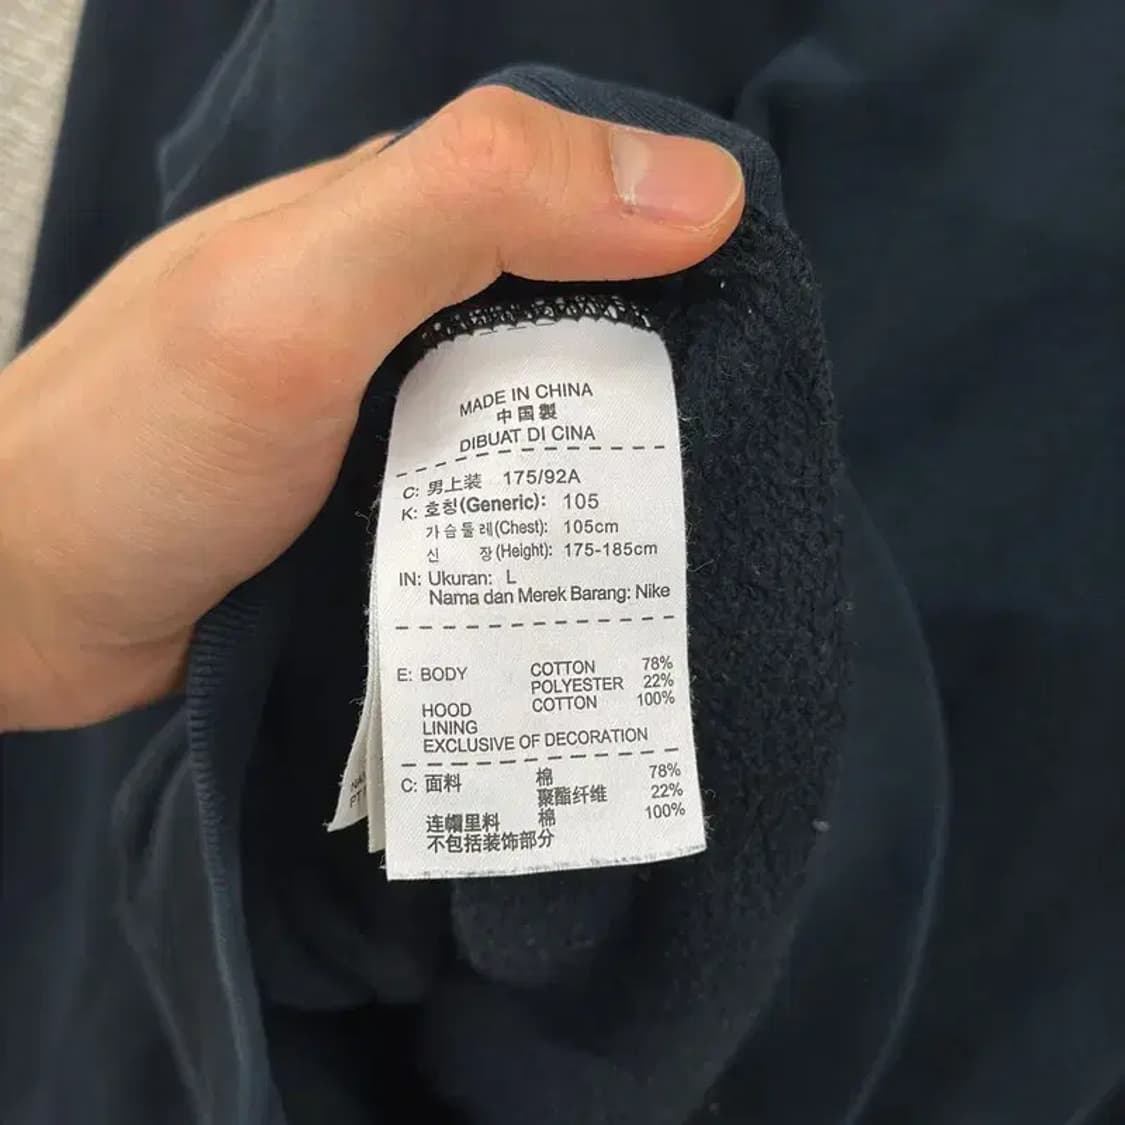 MADE IN CHINA
中国製
DIBUAT DI CINA
C: 男上装 175/92A
K: 호칭(Generic): 105
가슴둘레(Chest): 105cm
신 장(Height): 175-185cm
IN: Ukuran: L
Nama dan Merek Barang: Nike
E: BODY COTTON 78%
POLYESTER 22%
HOOD COTTON 100%
LINING
EXCLUSIVE OF DECORATION
C: 面料 棉 78%
聚酯纤维 22%
连帽里料 棉 100%
不包括装饰部分